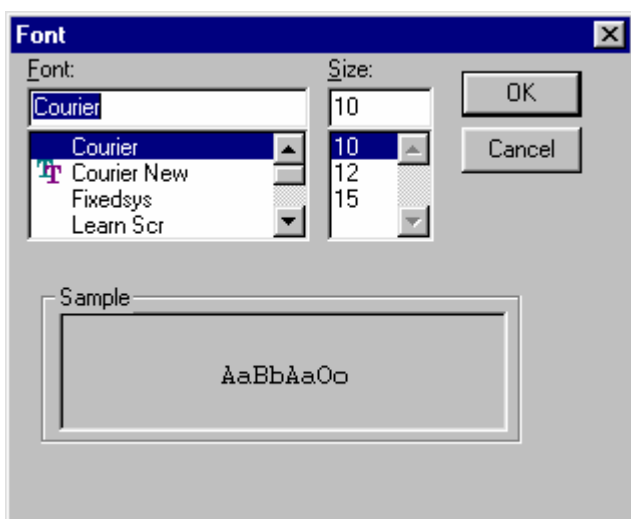 Font
Font:
Size:
Courier
10
OK
Courier
Courier New
Fixedsys
Learn Scr
10
12
15
Cancel
Sample
AaBbAaOo